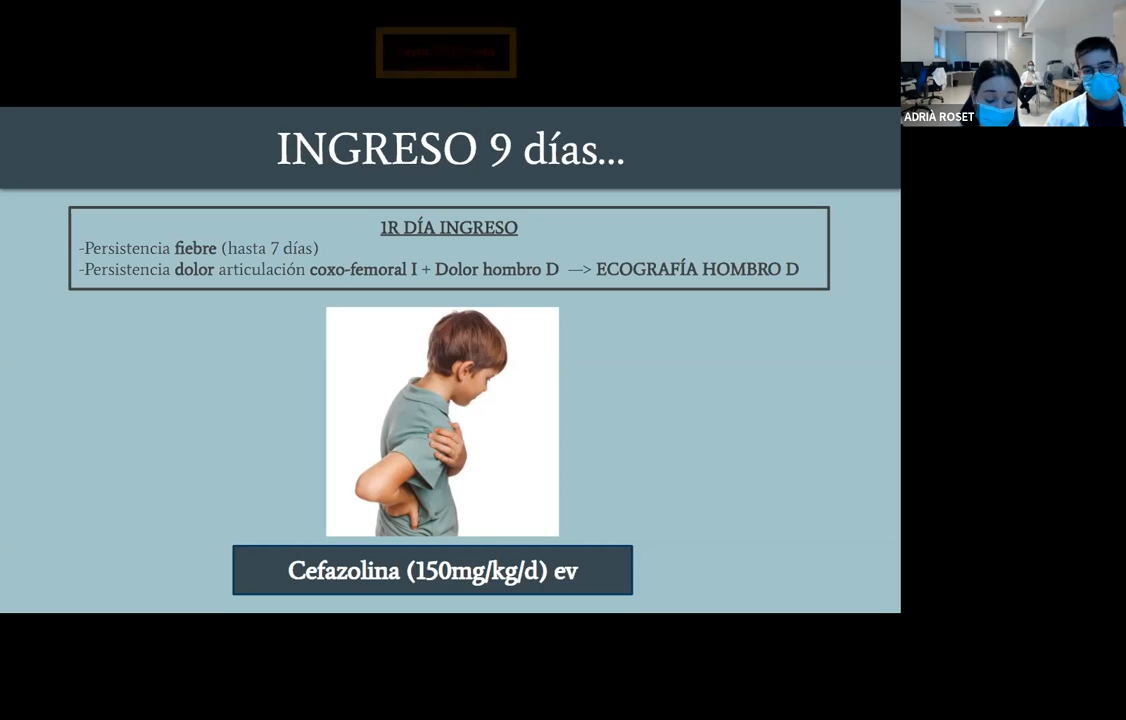 INGRESO 9 días...
1R DÍA INGRESO
-Persistencia fiebre (hasta 7 días)
-Persistencia dolor articulación coxo-femoral I + Dolor hombro D —> ECOGRAFÍA HOMBRO D
Cefazolina (150mg/kg/d) ev
ADRIÀ ROSET